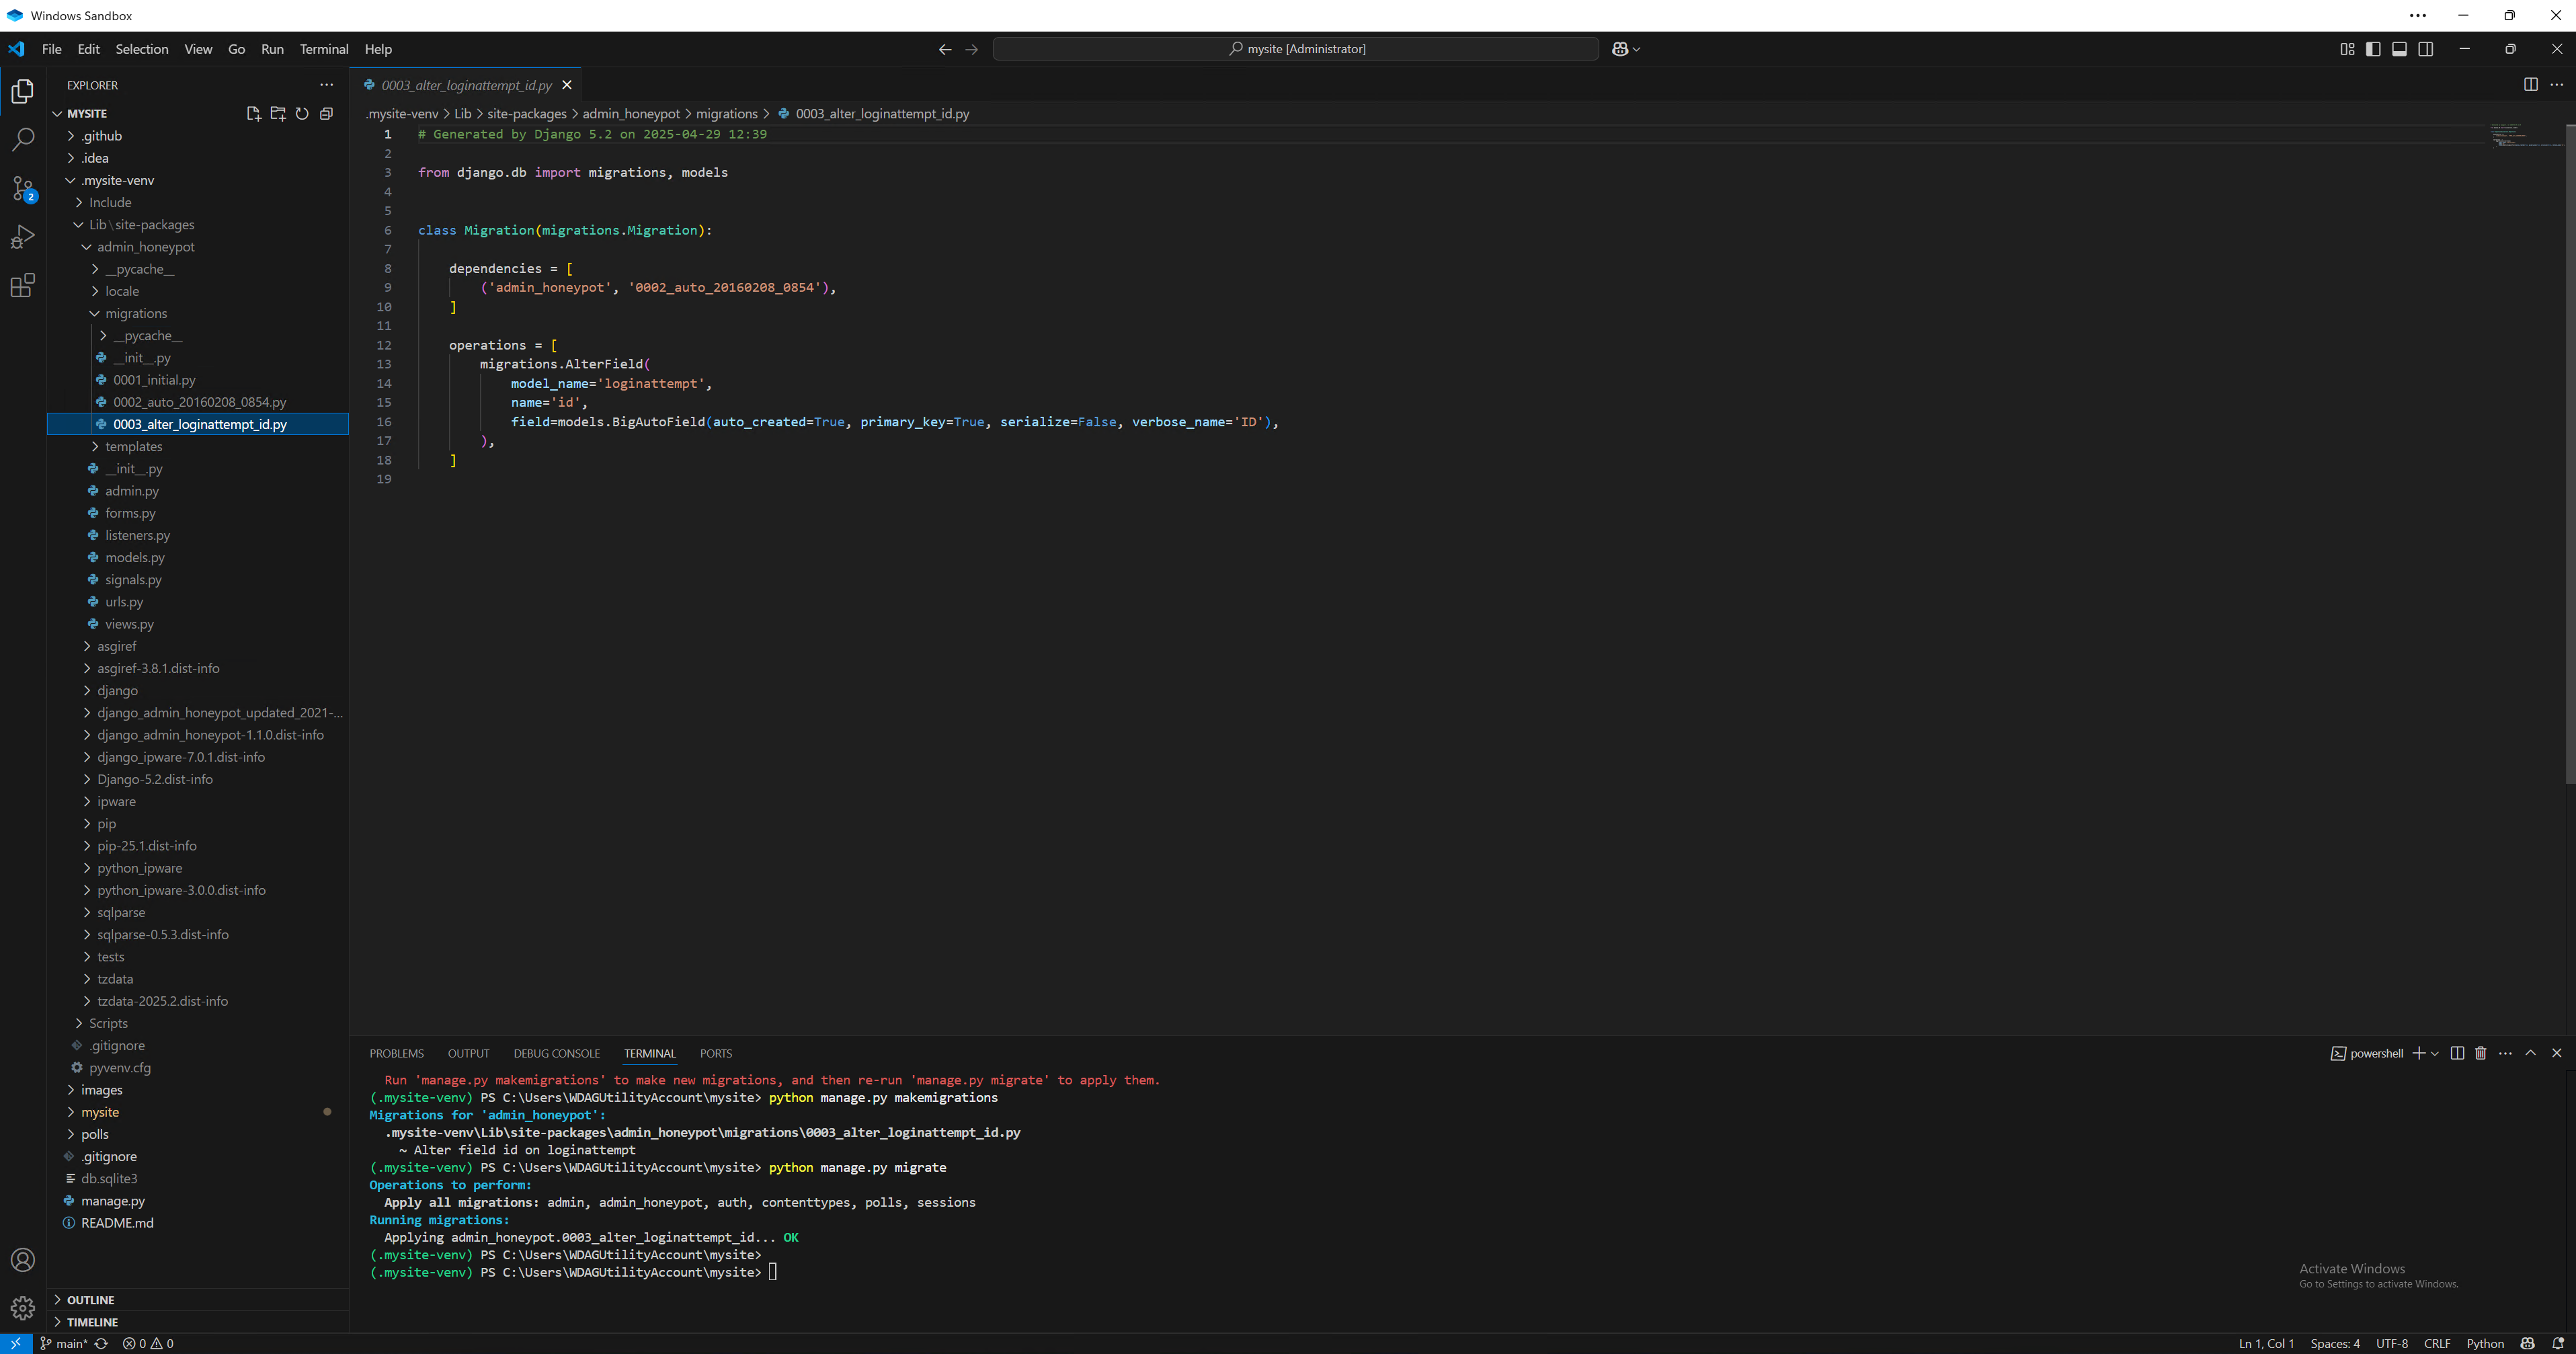 Windows Sandbox
File Edit Selection View Go Run Terminal Help
mysite [Administrator]
EXPLORER
MYSITE
.github
.idea
.mysite-venv
Include
Lib\site-packages
admin_honeypot
__pycache__
locale
migrations
__pycache__
__init__.py
0001_initial.py
0002_auto_20160208_0854.py
0003_alter_loginattempt_id.py
templates
__init__.py
admin.py
forms.py
listeners.py
models.py
signals.py
urls.py
views.py
asgiref
asgiref-3.8.1.dist-info
django
django_admin_honeypot_updated_2021-...
django_admin_honeypot-1.1.0.dist-info
django_ipware-7.0.1.dist-info
Django-5.2.dist-info
ipware
pip
pip-25.1.dist-info
python_ipware
python_ipware-3.0.0.dist-info
sqlparse
sqlparse-0.5.3.dist-info
tests
tzdata
tzdata-2025.2.dist-info
Scripts
.gitignore
pyvenv.cfg
images
mysite
polls
.gitignore
db.sqlite3
manage.py
README.md
OUTLINE
TIMELINE
2
0003_alter_loginattempt_id.py
.mysite-venv > Lib > site-packages > admin_honeypot > migrations > 0003_alter_loginattempt_id.py
1 # Generated by Django 5.2 on 2025-04-29 12:39
2
3 from django.db import migrations, models
4
5
6 class Migration(migrations.Migration):
7
8     dependencies = [
9         ('admin_honeypot', '0002_auto_20160208_0854'),
10     ]
11
12     operations = [
13         migrations.AlterField(
14             model_name='loginattempt',
15             name='id',
16             field=models.BigAutoField(auto_created=True, primary_key=True, serialize=False, verbose_name='ID'),
17         ),
18     ]
19
PROBLEMS OUTPUT DEBUG CONSOLE TERMINAL PORTS
powershell
Run 'manage.py makemigrations' to make new migrations, and then re-run 'manage.py migrate' to apply them.
(.mysite-venv) PS C:\Users\WDAGUtilityAccount\mysite> python manage.py makemigrations
Migrations for 'admin_honeypot':
.mysite-venv\Lib\site-packages\admin_honeypot\migrations\0003_alter_loginattempt_id.py
~ Alter field id on loginattempt
(.mysite-venv) PS C:\Users\WDAGUtilityAccount\mysite> python manage.py migrate
Operations to perform:
Apply all migrations: admin, admin_honeypot, auth, contenttypes, polls, sessions
Running migrations:
Applying admin_honeypot.0003_alter_loginattempt_id... OK
(.mysite-venv) PS C:\Users\WDAGUtilityAccount\mysite>
(.mysite-venv) PS C:\Users\WDAGUtilityAccount\mysite>
Activate Windows
Go to Settings to activate Windows.
main* 0 0
Ln 1, Col 1 Spaces: 4 UTF-8 CRLF Python